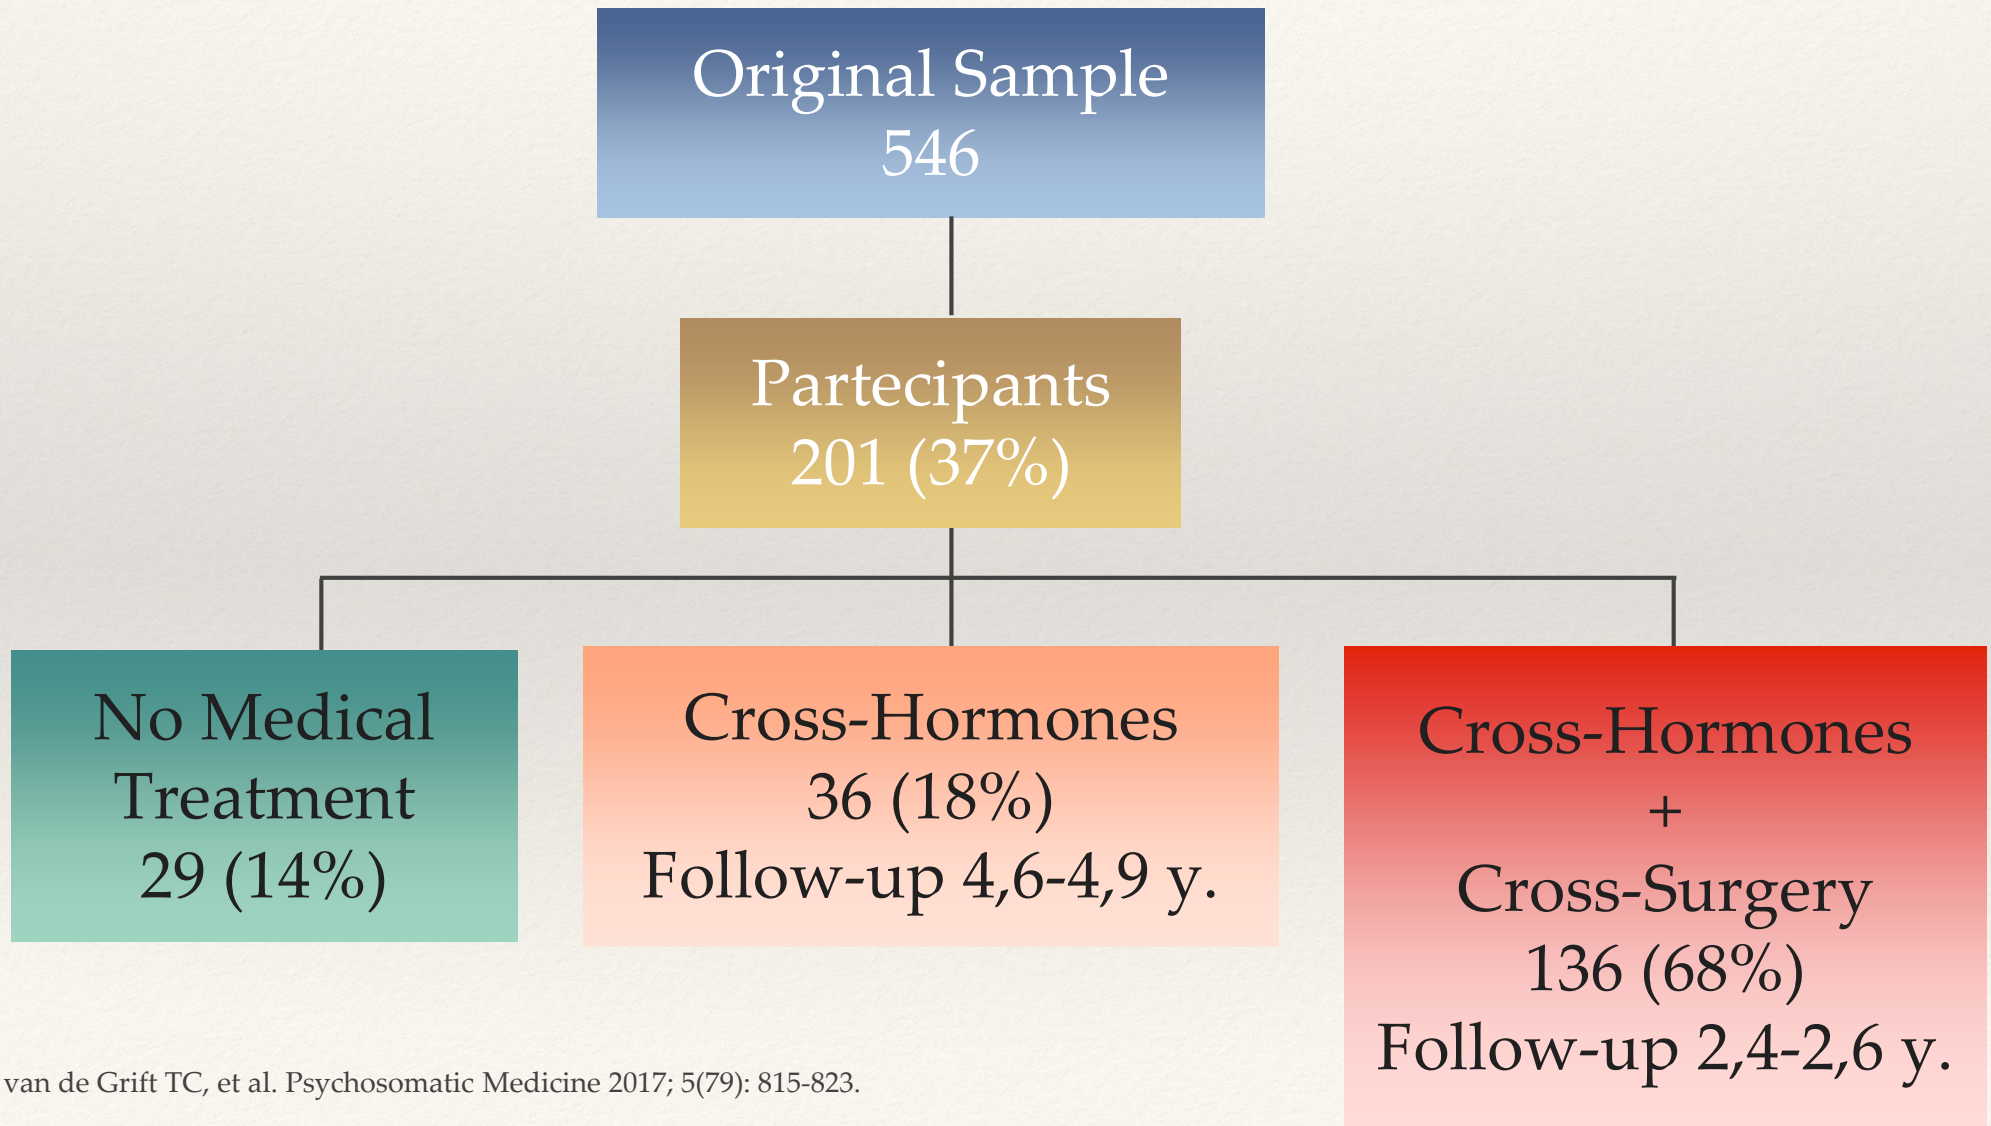 Original Sample
546
Partecipants
201 (37%)
No Medical
Treatment
29 (14%)
Cross-Hormones
36 (18%)
Follow-up 4,6-4,9 y.
Cross-Hormones
+
Cross-Surgery
136 (68%)
Follow-up 2,4-2,6 y.
van de Grift TC, et al. Psychosomatic Medicine 2017; 5(79): 815-823.